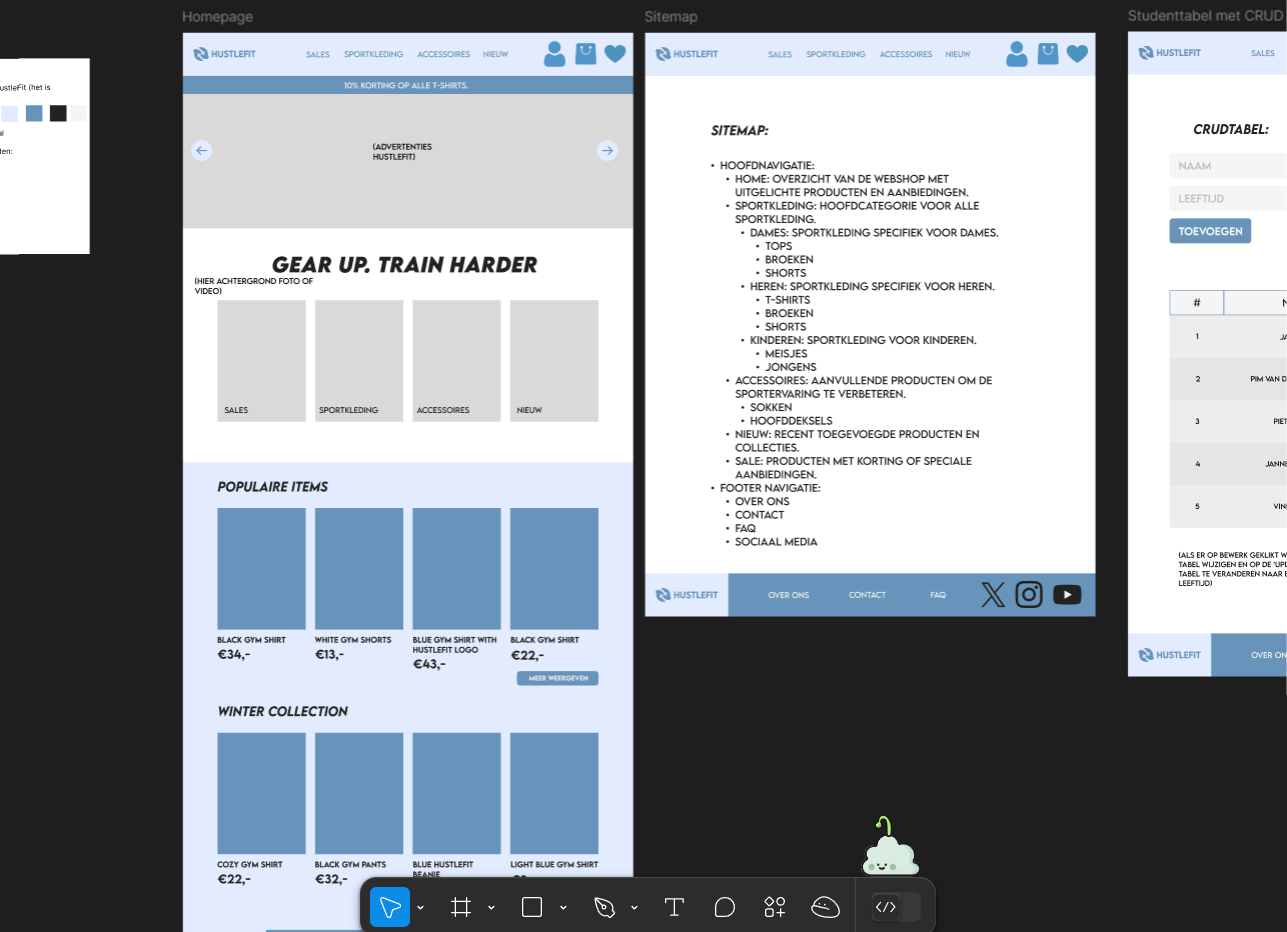 ustleFit (het is
el
ten:
Homepage
HUSTLEFIT
SALES SPORTKLEDING ACCESSOIRES NIEUW
10% KORTING OP ALLE T-SHIRTS.
(ADVERTENTIES
HUSTLEFIT)
GEAR UP. TRAIN HARDER
(HIER ACHTERGROND FOTO OF
VIDEO)
SALES SPORTKLEDING ACCESSOIRES NIEUW
POPULAIRE ITEMS
BLACK GYM SHIRT
€34,-
WHITE GYM SHORTS
€13,-
BLUE GYM SHIRT WITH
HUSTLEFIT LOGO
€43,-
BLACK GYM SHIRT
€22,-
MEER WEERGEVEN
WINTER COLLECTION
COZY GYM SHIRT
€22,-
BLACK GYM PANTS
€32,-
BLUE HUSTLEFIT
BEANIE
LIGHT BLUE GYM SHIRT
Sitemap
HUSTLEFIT
SALES SPORTKLEDING ACCESSOIRES NIEUW
SITEMAP:
• HOOFDNAVIGATIE:
• HOME: OVERZICHT VAN DE WEBSHOP MET
UITGELICHTE PRODUCTEN EN AANBIEDINGEN.
• SPORTKLEDING: HOOFDCATEGORIE VOOR ALLE
SPORTKLEDING.
• DAMES: SPORTKLEDING SPECIFIEK VOOR DAMES.
• TOPS
• BROEKEN
• SHORTS
• HEREN: SPORTKLEDING SPECIFIEK VOOR HEREN.
• T-SHIRTS
• BROEKEN
• SHORTS
• KINDEREN: SPORTKLEDING VOOR KINDEREN.
• MEISJES
• JONGENS
• ACCESSOIRES: AANVULLENDE PRODUCTEN OM DE
SPORTERVARING TE VERBETEREN.
• SOKKEN
• HOOFDDEKSELS
• NIEUW: RECENT TOEGEVOEGDE PRODUCTEN EN
COLLECTIES.
• SALE: PRODUCTEN MET KORTING OF SPECIALE
AANBIEDINGEN.
• FOOTER NAVIGATIE:
• OVER ONS
• CONTACT
• FAQ
• SOCIAAL MEDIA
HUSTLEFIT
OVER ONS CONTACT FAQ
Studenttabel met CRUD
HUSTLEFIT
SALES
CRUDTABEL:
NAAM
LEEFTIJD
TOEVOEGEN
# N
1 JA
2 PIM VAN D
3 PIET
4 JANNE
5 VIN
(ALS ER OP BEWERK GEKLIKT W
TABEL WIJZIGEN EN OP DE 'UPD
TABEL TE VERANDEREN NAAR E
LEEFTIJD)
HUSTLEFIT
OVER ON